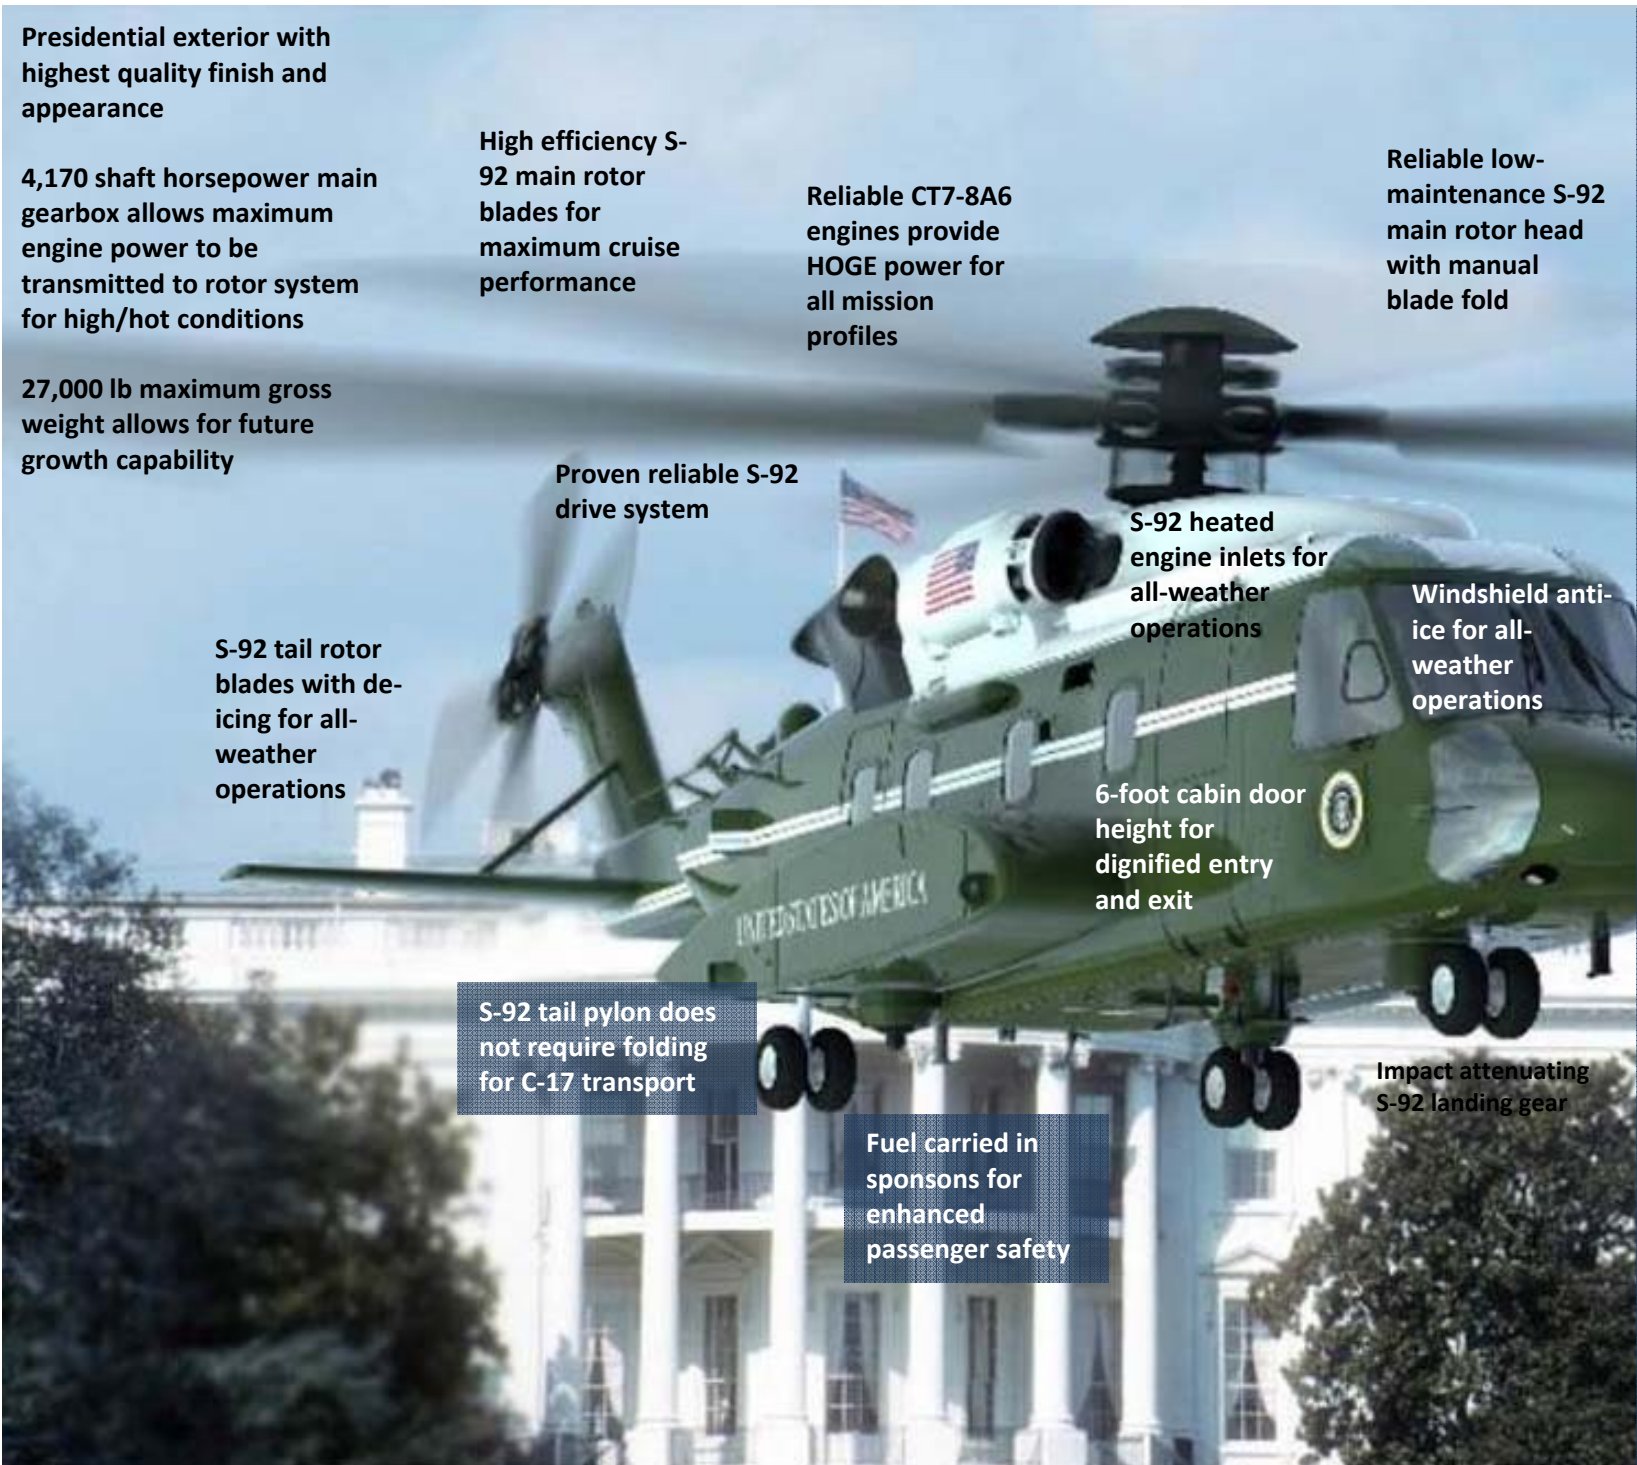 Presidential exterior with
highest quality finish and
appearance
4,170 shaft horsepower main
gearbox allows maximum
engine power to be
transmitted to rotor system
for high/hot conditions
27,000 lb maximum gross
weight allows for future
growth capability
High efficiency S-
92 main rotor
blades for
maximum cruise
performance
Reliable CT7-8A6
engines provide
HOGE power for
all mission
profiles
Reliable low-
maintenance S-92
main rotor head
with manual
blade fold
Proven reliable S-92
drive system
S-92 heated
engine inlets for
all-weather
operations
Windshield anti-
ice for all-
weather
operations
S-92 tail rotor
blades with de-
icing for all-
weather
operations
6-foot cabin door
height for
dignified entry
and exit
UNITED STATES OF AMERICA
S-92 tail pylon does
not require folding
for C-17 transport
Impact attenuating
S-92 landing gear
Fuel carried in
sponsons for
enhanced
passenger safety